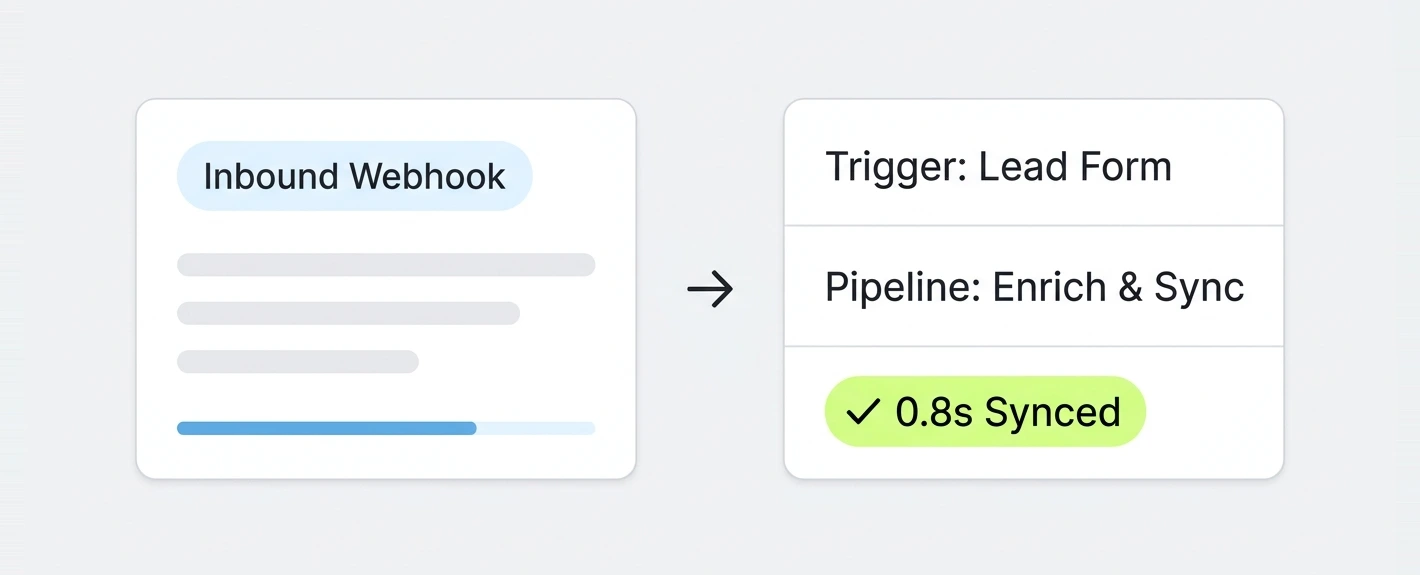 Inbound Webhook
Trigger: Lead Form
Pipeline: Enrich & Sync
✓ 0.8s Synced